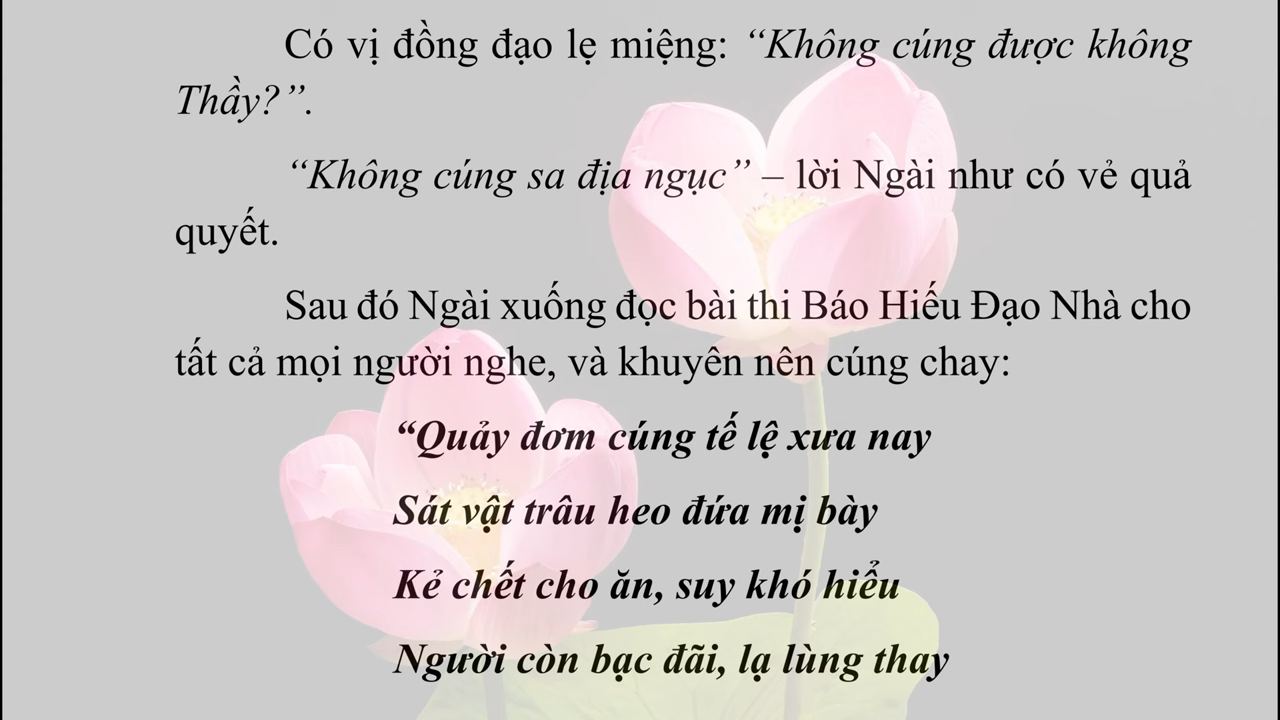 Có vị đồng đạo lẹ miệng: “Không cúng được không
Thầy?”.
“Không cúng sa địa ngục” – lời Ngài như có vẻ quả
quyết.
Sau đó Ngài xuống đọc bài thi Báo Hiếu Đạo Nhà cho
tất cả mọi người nghe, và khuyên nên cúng chay:
“Quảy đơm cúng tế lệ xưa nay
Sát vật trâu heo đứa mị bày
Kẻ chết cho ăn, suy khó hiểu
Người còn bạc đãi, lạ lùng thay